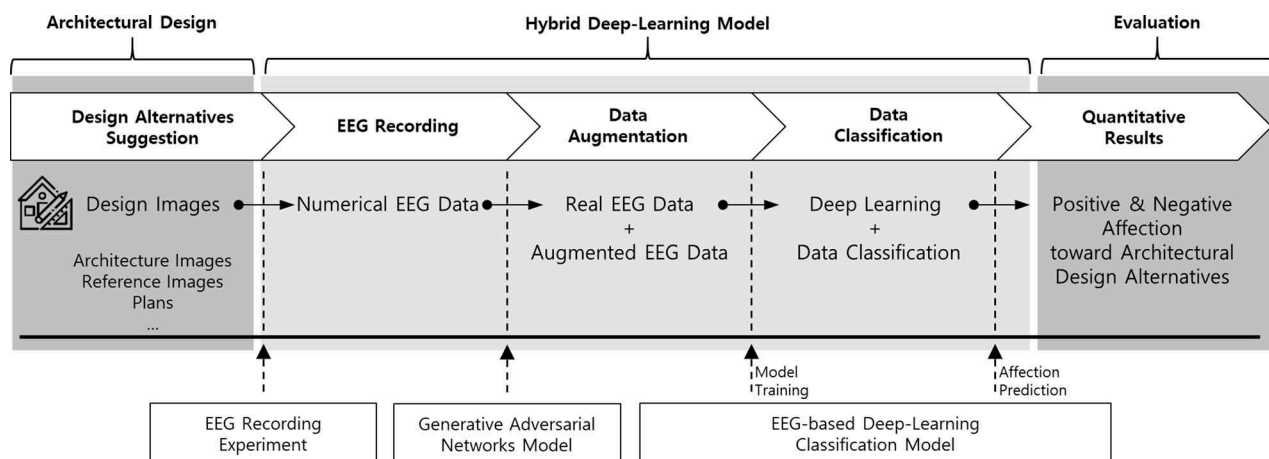 Architectural Design
Hybrid Deep-Learning Model
Evaluation
Design Alternatives
Suggestion
EEG Recording
Data
Augmentation
Data
Classification
Quantitative
Results
Design Images
Architecture Images
Reference Images
Plans
...
Numerical EEG Data
Real EEG Data
+
Augmented EEG Data
Deep Learning
+
Data Classification
Positive & Negative
Affection
toward Architectural
Design Alternatives
Model
Training
Affection
Prediction
EEG Recording
Experiment
Generative Adversarial
Networks Model
EEG-based Deep-Learning
Classification Model